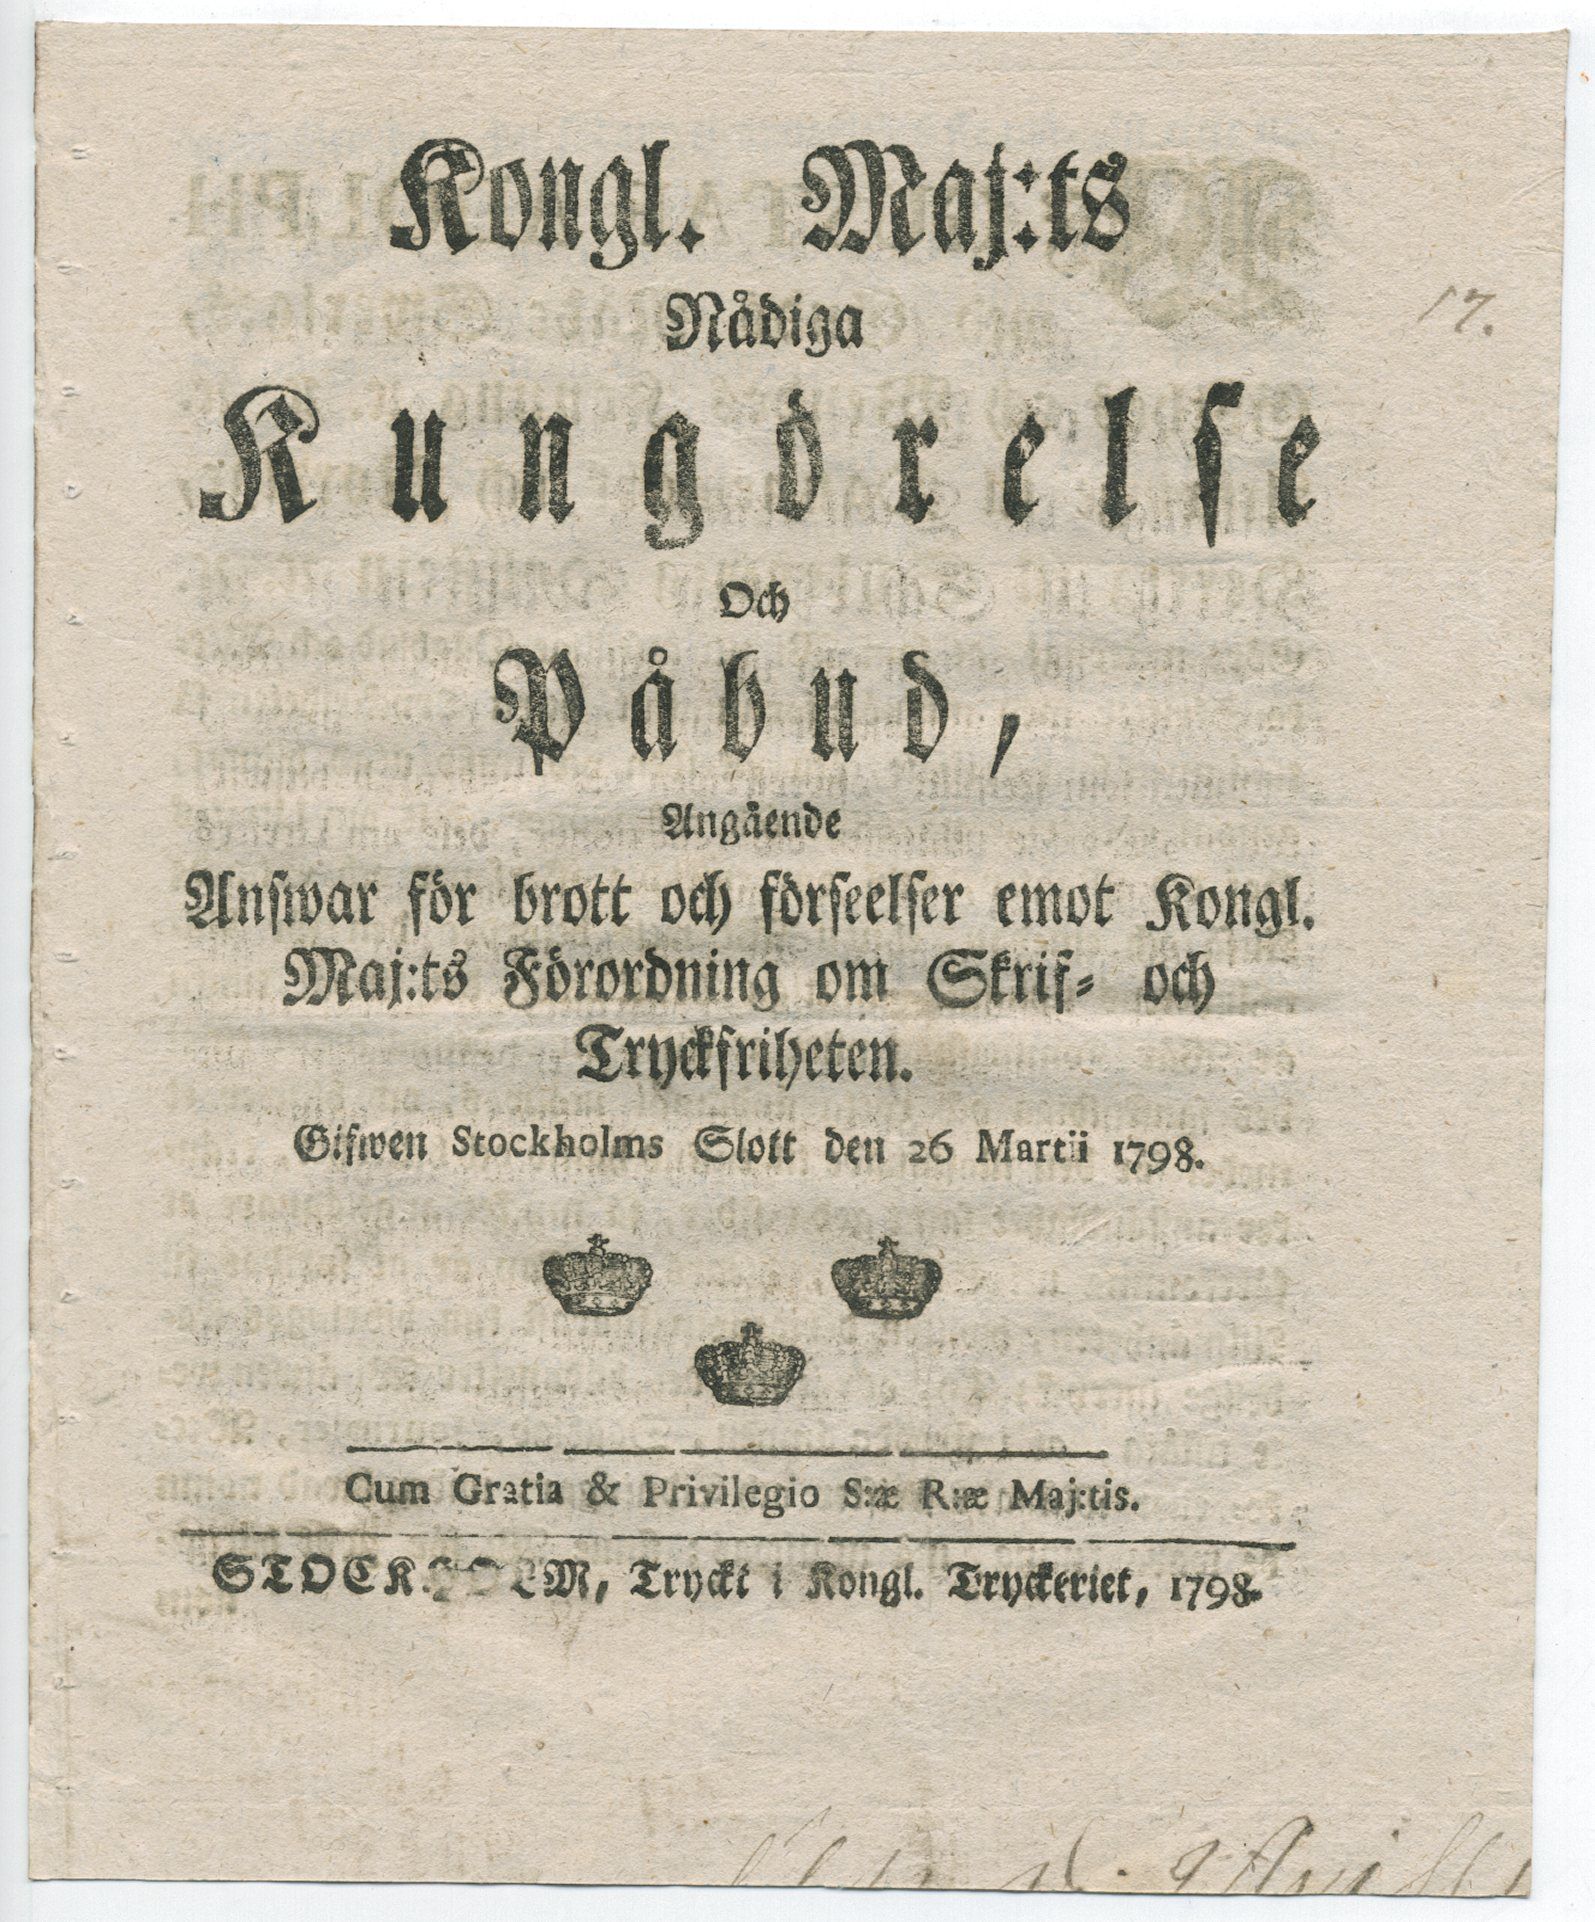 Kongl. Maj:ts
Nådiga
Kungörelse
Och
Påbud,
Angående
Answar för brott och förseelser emot Kongl.
Maj:ts Förordning om Skrif- och
Tryckfriheten.
Gifwen Stockholms Slott den 26 Martii 1798.
Cum Gratia & Privilegio S:æ R:æ Maj:tis.
STOCKHOLM, Tryckt i Kongl. Tryckeriet, 1798.
17.